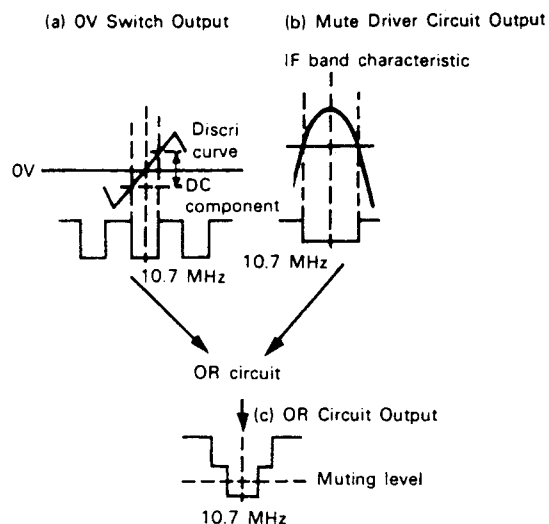 (a) 0V Switch Output
(b) Mute Driver Circuit Output
IF band characteristic
Discri
curve
0V
DC
component
10.7 MHz
10.7 MHz
OR circuit
(c) OR Circuit Output
Muting level
10.7 MHz